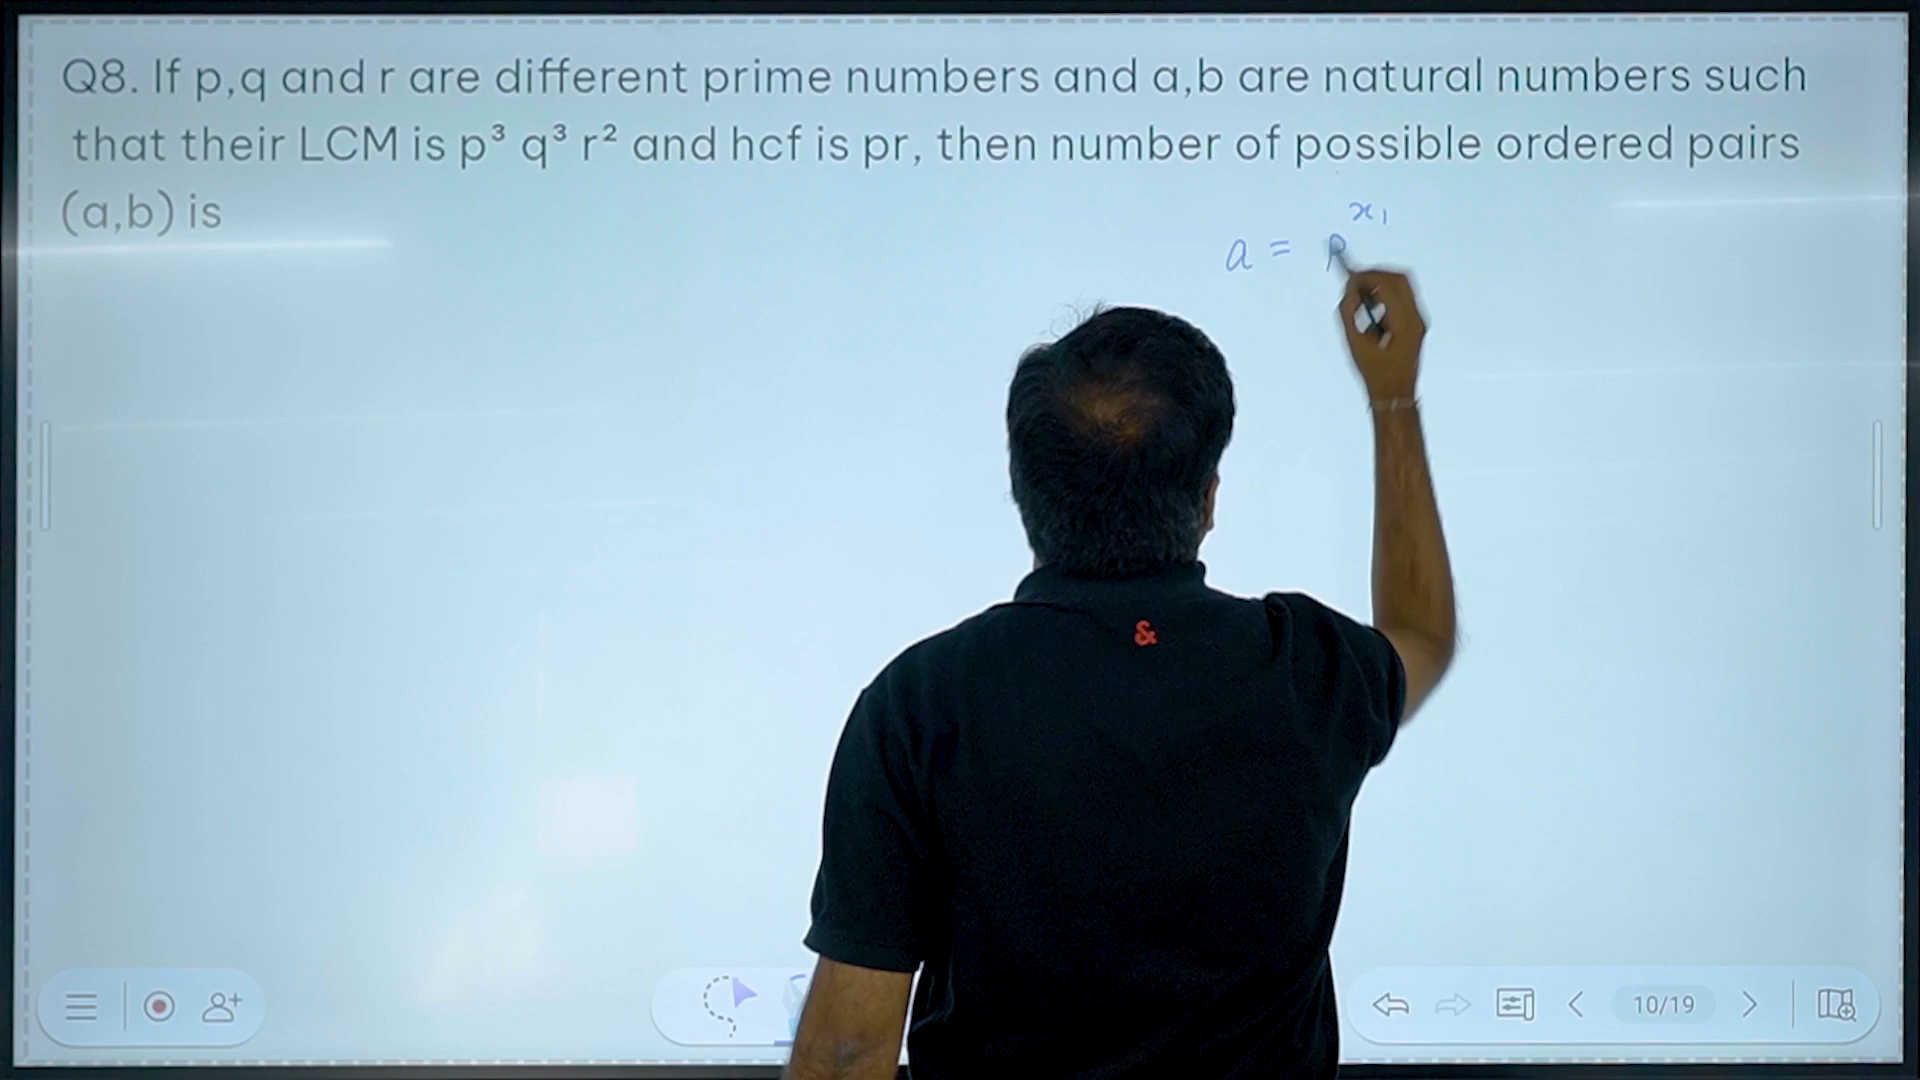 Q8. If p,q and r are different prime numbers and a,b are natural numbers such
that their LCM is p³ q³ r² and hcf is pr, then number of possible ordered pairs
(a,b) is
a = p^x₁
&
10/19